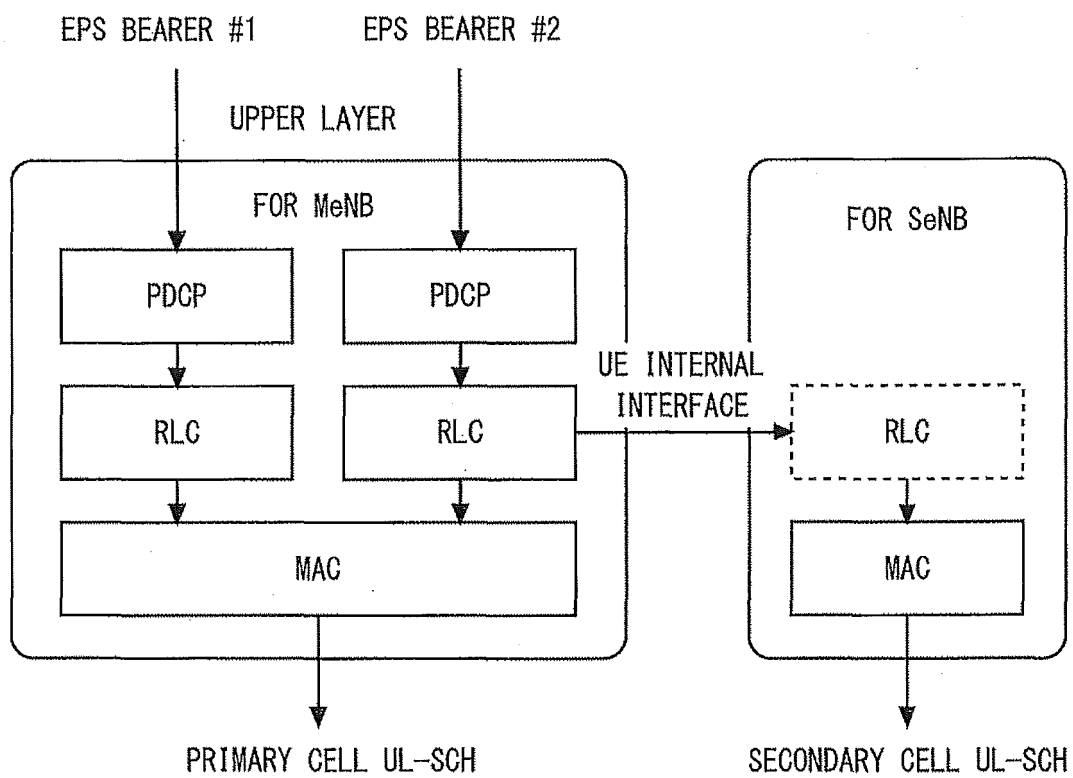 EPS BEARER #1
EPS BEARER #2
UPPER LAYER
FOR MeNB
FOR SeNB
PDCP
PDCP
UE INTERNAL
INTERFACE
RLC
RLC
RLC
MAC
MAC
PRIMARY CELL UL-SCH
SECONDARY CELL UL-SCH